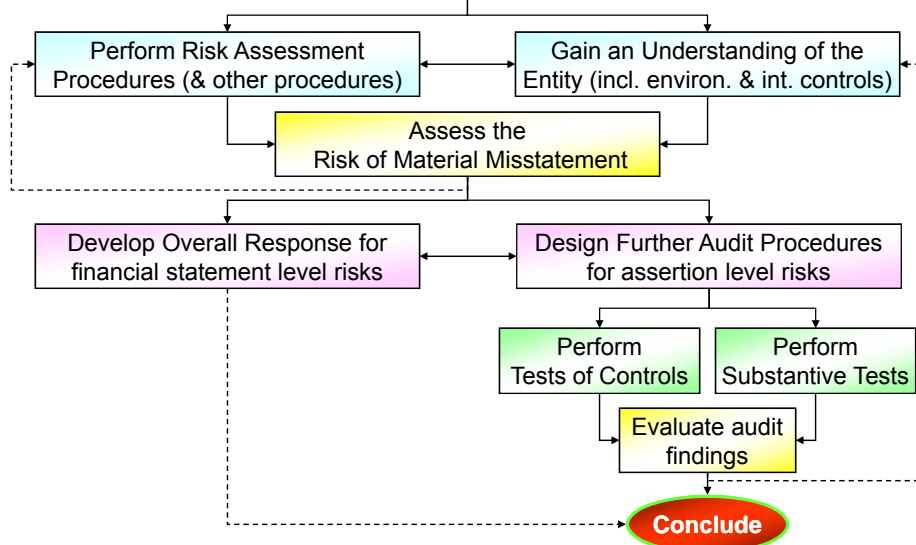 Perform Risk Assessment
Procedures (& other procedures)
Gain an Understanding of the
Entity (incl. environ. & int. controls)
Assess the
Risk of Material Misstatement
Develop Overall Response for
financial statement level risks
Design Further Audit Procedures
for assertion level risks
Perform
Tests of Controls
Perform
Substantive Tests
Evaluate audit
findings
Conclude